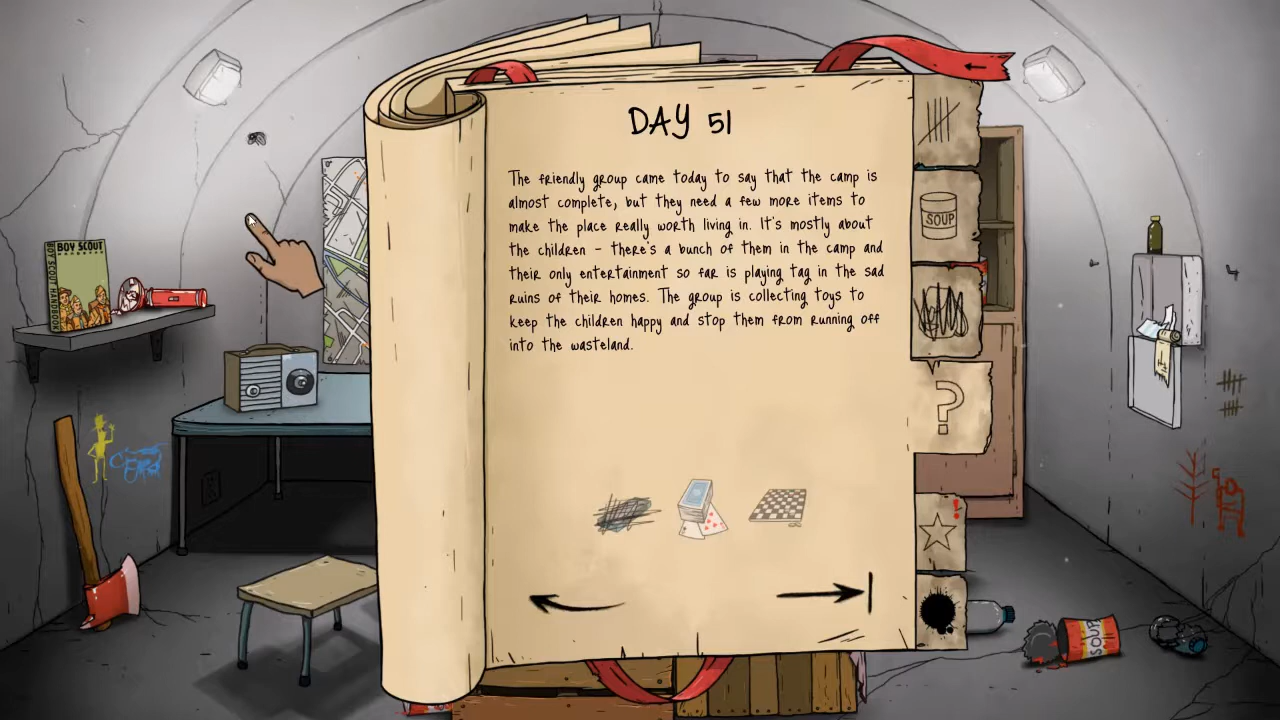 DAY 51
The friendly group came today to say that the camp is
almost complete, but they need a few more items to
make the place really worth living in. It's mostly about
the children - there's a bunch of them in the camp and
their only entertainment so far is playing tag in the sad
ruins of their homes. The group is collecting toys to
keep the children happy and stop them from running off
into the wasteland.
SOUP
?
BOY SCOUT
BOY SCOUT HANDBOOK
SOUP